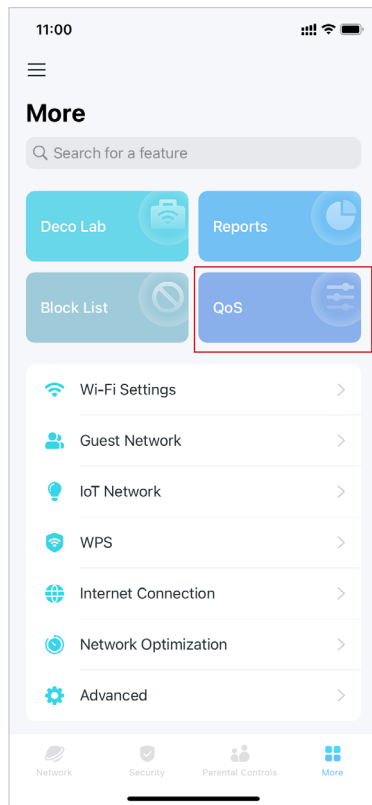 11:00
More
Search for a feature
Deco Lab
Reports
Block List
QoS
Wi-Fi Settings
Guest Network
IoT Network
WPS
Internet Connection
Network Optimization
Advanced
Network Security Parental Controls More